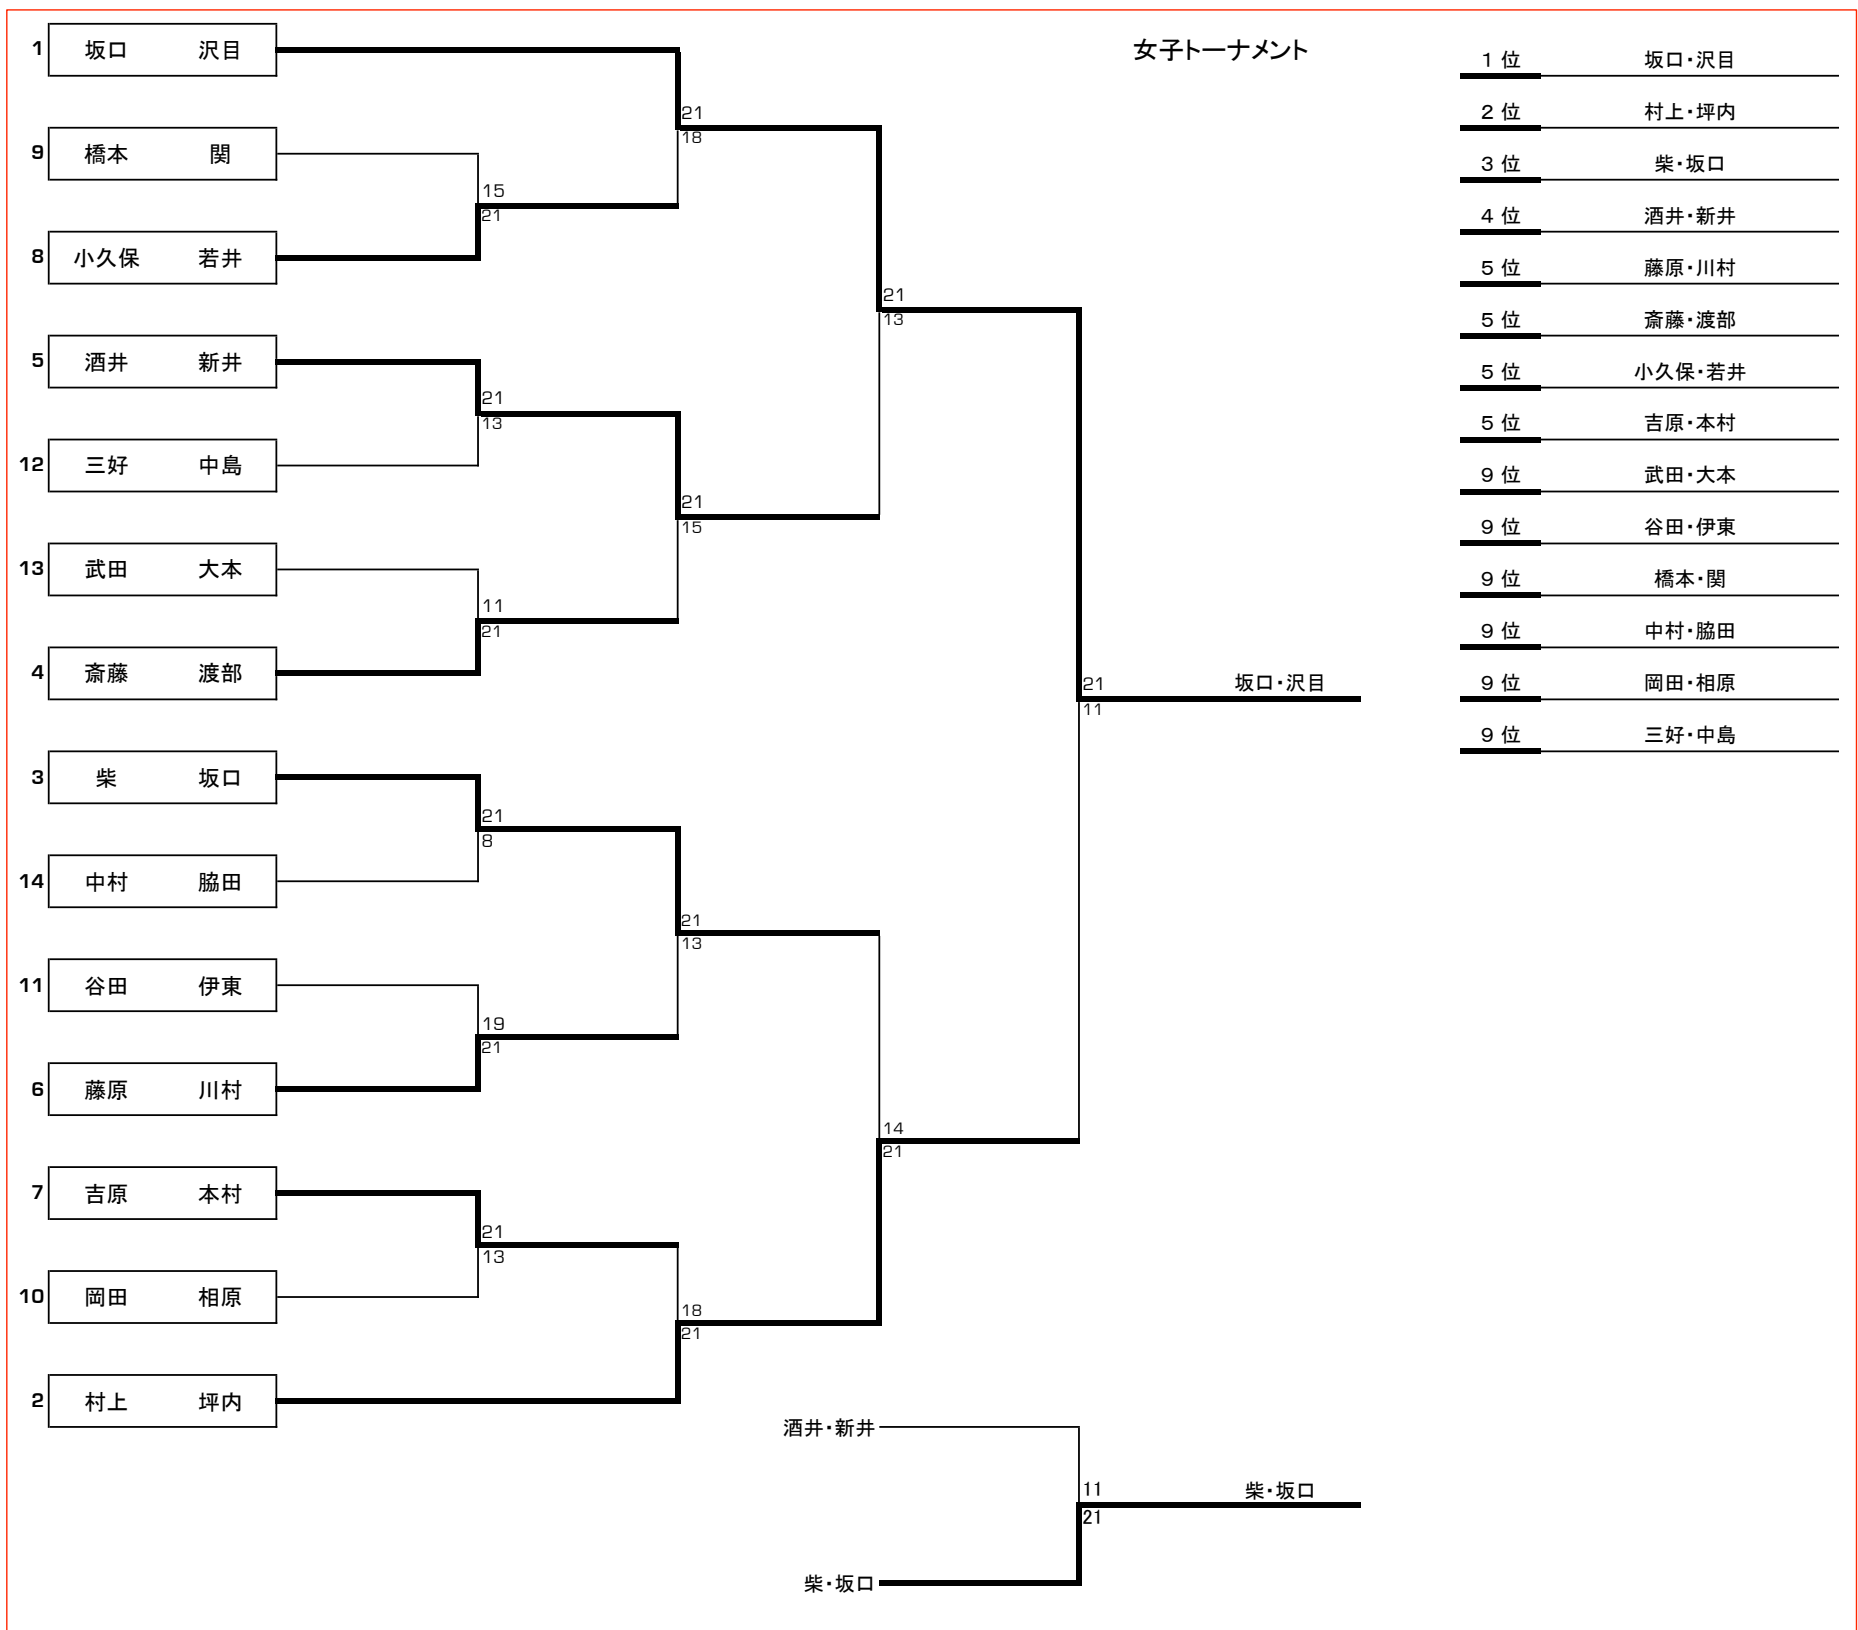 女子トーナメント
1 坂口 沢目
21
18
9 橋本 関
15
21
8 小久保 若井
21
13
5 酒井 新井
21
13
12 三好 中島
21
15
13 武田 大本
11
21
4 斎藤 渡部
坂口・沢目
21
11
3 柴 坂口
21
8
14 中村 脇田
21
13
11 谷田 伊東
19
21
6 藤原 川村
14
21
7 吉原 本村
21
13
10 岡田 相原
18
21
2 村上 坪内
酒井・新井
11
21
柴・坂口
柴・坂口
1 位 坂口・沢目
2 位 村上・坪内
3 位 柴・坂口
4 位 酒井・新井
5 位 藤原・川村
5 位 斎藤・渡部
5 位 小久保・若井
5 位 吉原・本村
9 位 武田・大本
9 位 谷田・伊東
9 位 橋本・関
9 位 中村・脇田
9 位 岡田・相原
9 位 三好・中島